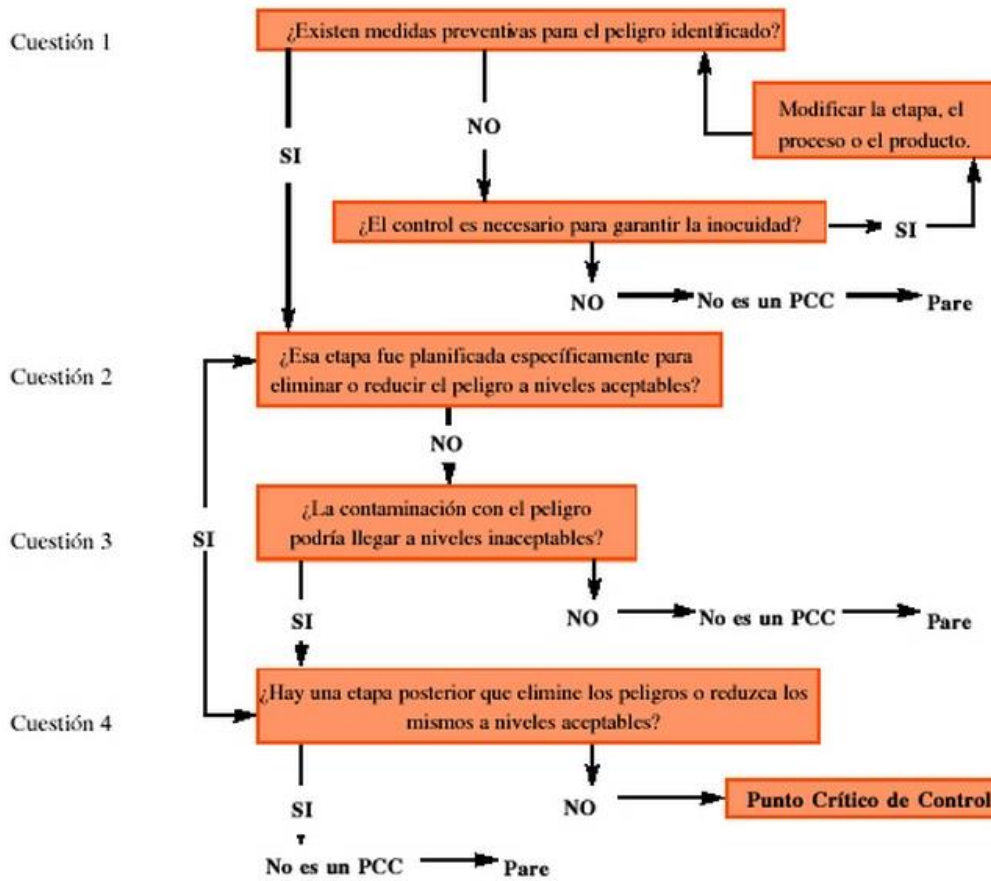 Cuestión 1
¿Existen medidas preventivas para el peligro identificado?
Modificar la etapa, el
proceso o el producto.
NO
SI
¿El control es necesario para garantir la inocuidad?
SI
NO
No es un PCC
Pare
Cuestión 2
¿Esa etapa fue planificada específicamente para
eliminar o reducir el peligro a niveles aceptables?
NO
Cuestión 3
SI
¿La contaminación con el peligro
podría llegar a niveles inaceptables?
SI
NO
No es un PCC
Pare
Cuestión 4
¿Hay una etapa posterior que elimine los peligros o reduzca los
mismos a niveles aceptables?
SI
NO
Punto Crítico de Control
No es un PCC
Pare